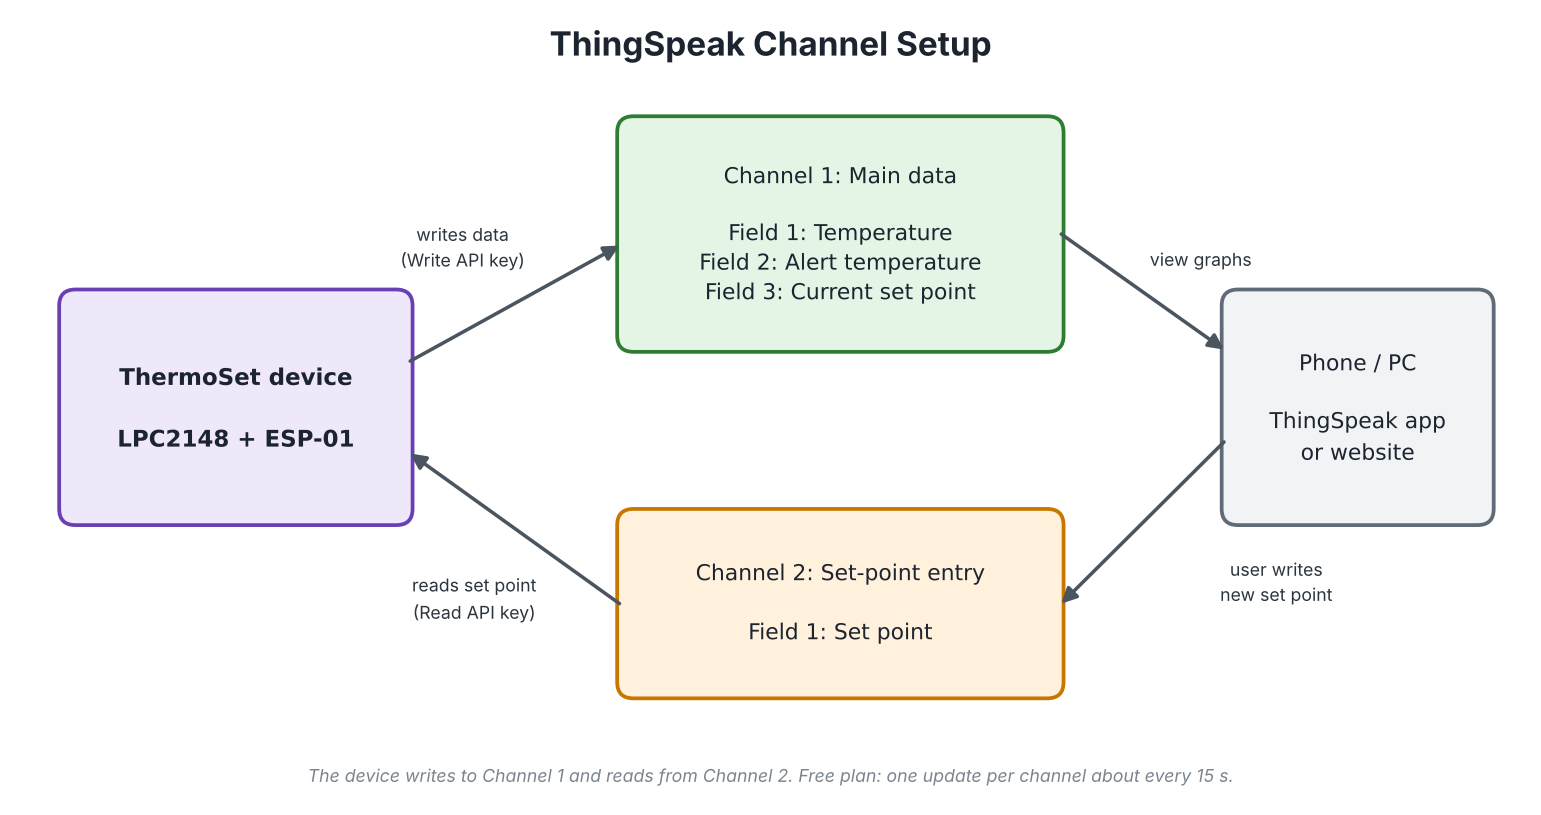 ThingSpeak Channel Setup
Channel 1: Main data
Field 1: Temperature
Field 2: Alert temperature
Field 3: Current set point
writes data
(Write API key)
view graphs
ThermoSet device
LPC2148 + ESP-01
Phone / PC
ThingSpeak app
or website
reads set point
(Read API key)
Channel 2: Set-point entry
Field 1: Set point
user writes
new set point
The device writes to Channel 1 and reads from Channel 2. Free plan: one update per channel about every 15 s.